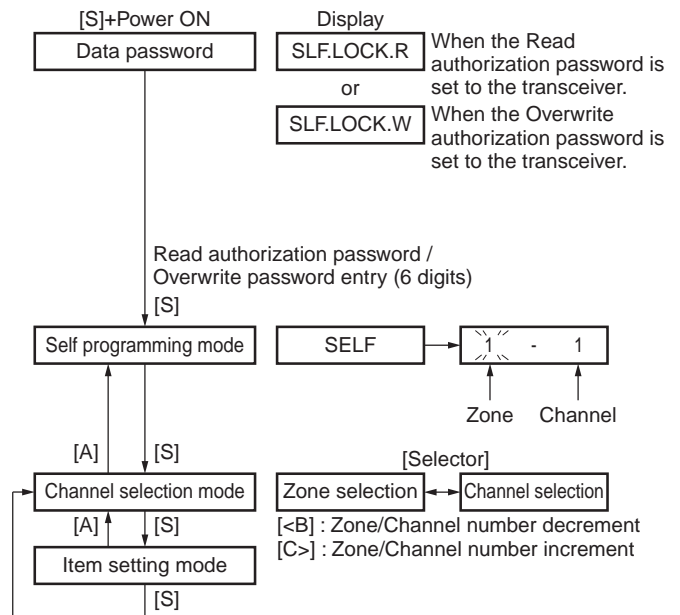 [S]+Power ON
Display
Data password
SLF.LOCK.R
When the Read
authorization password is
set to the transceiver.
or
SLF.LOCK.W
When the Overwrite
authorization password is
set to the transceiver.
Read authorization password /
Overwrite password entry (6 digits)
[S]
Self programming mode
SELF
1 - 1
Zone
Channel
[A]
[S]
[Selector]
Channel selection mode
Zone selection
Channel selection
[A]
[S]
[<B] : Zone/Channel number decrement
[C>] : Zone/Channel number increment
Item setting mode
[S]